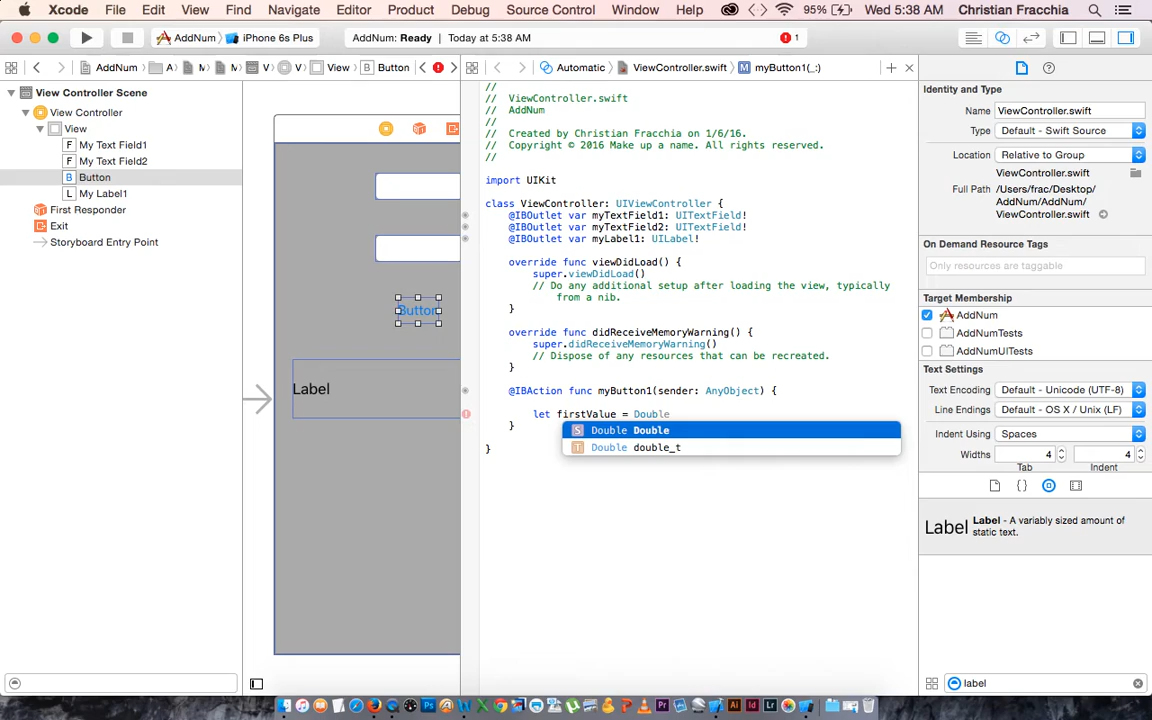 Xcode File Edit View Find Navigate Editor Product Debug Source Control Window Help 95% Wed 5:38 AM Christian Fracchia
AddNum iPhone 6s Plus AddNum: Ready Today at 5:38 AM 1
AddNum A M M V V View Button Automatic ViewController.swift M myButton1(_:)
View Controller Scene
View Controller
View
F My Text Field1
F My Text Field2
B Button
L My Label1
First Responder
Exit
Storyboard Entry Point
Button
Label
//
// ViewController.swift
// AddNum
//
// Created by Christian Fracchia on 1/6/16.
// Copyright © 2016 Make up a name. All rights reserved.
//
import UIKit
class ViewController: UIViewController {
@IBOutlet var myTextField1: UITextField!
@IBOutlet var myTextField2: UITextField!
@IBOutlet var myLabel1: UILabel!
override func viewDidLoad() {
super.viewDidLoad()
// Do any additional setup after loading the view, typically
from a nib.
}
override func didReceiveMemoryWarning() {
super.didReceiveMemoryWarning()
// Dispose of any resources that can be recreated.
}
@IBAction func myButton1(sender: AnyObject) {
let firstValue = Double
}
S Double Double
T Double double_t
}
Identity and Type
Name ViewController.swift
Type Default - Swift Source
Location Relative to Group
ViewController.swift
Full Path /Users/frac/Desktop/
AddNum/AddNum/
ViewController.swift
On Demand Resource Tags
Only resources are taggable
Target Membership
AddNum
AddNumTests
AddNumUITests
Text Settings
Text Encoding Default - Unicode (UTF-8)
Line Endings Default - OS X / Unix (LF)
Indent Using Spaces
Widths 4 4
Tab Indent
{ }
Label Label - A variably sized amount of
static text.
label